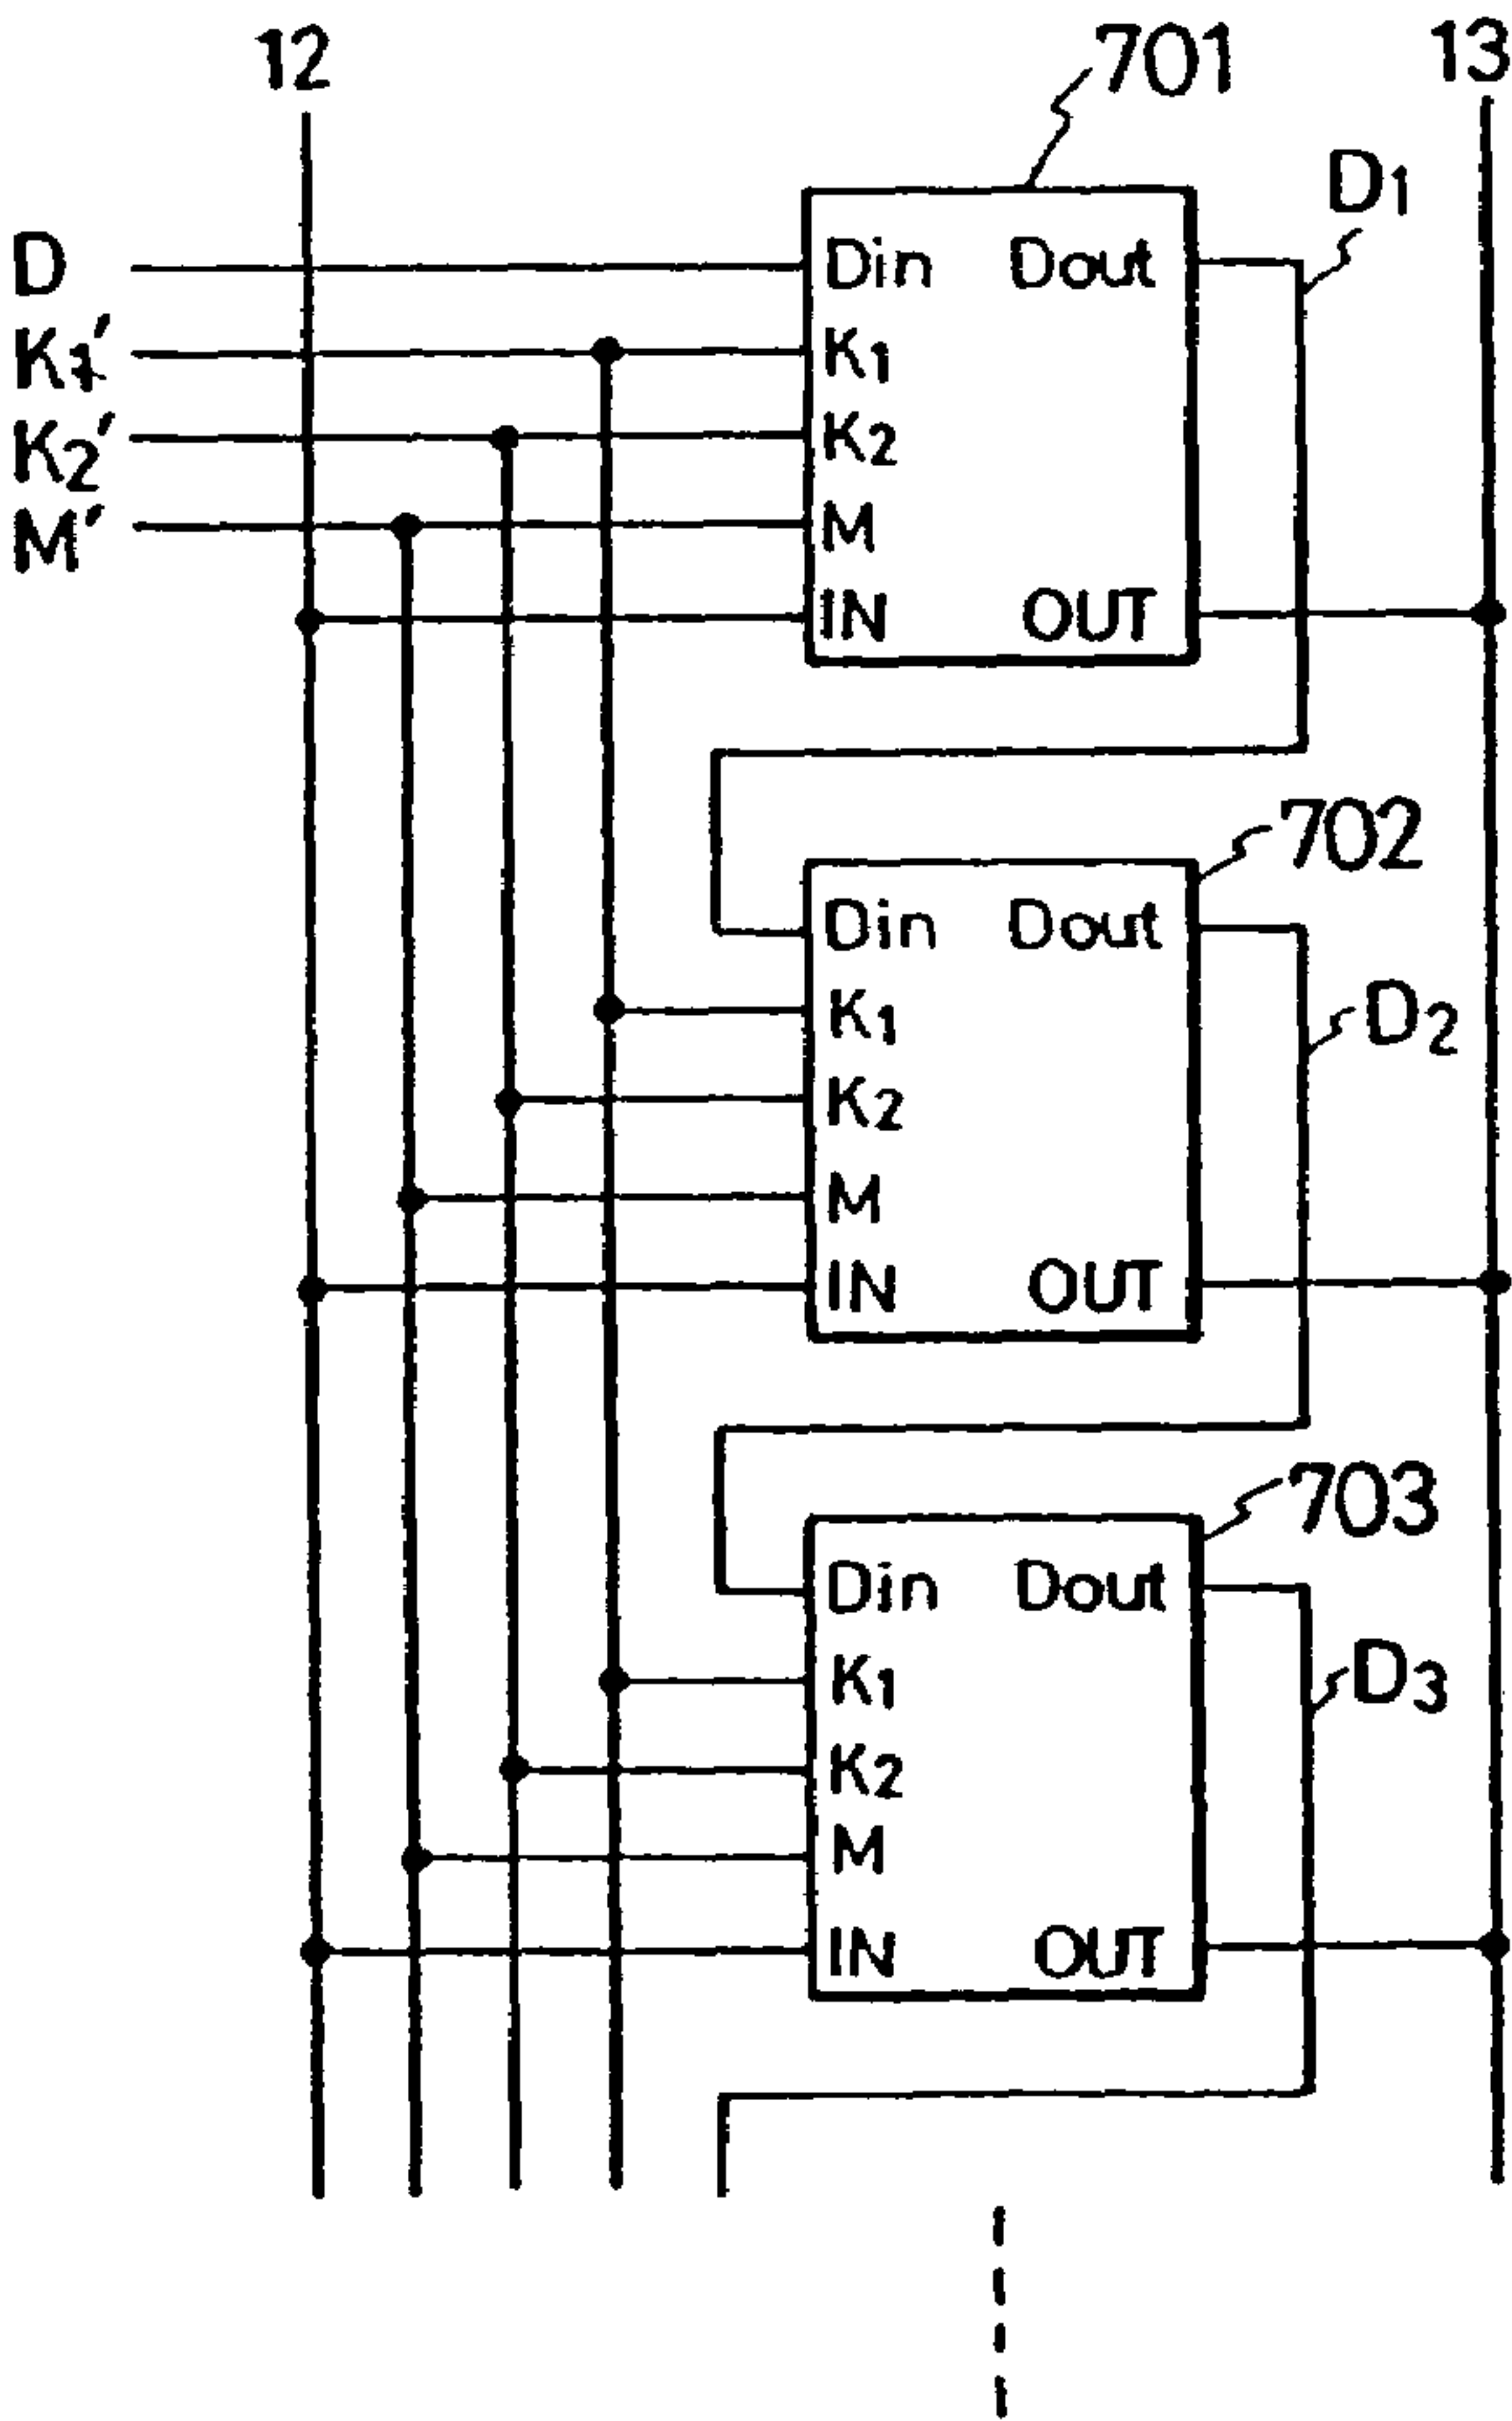 12
701
13
D1
D
K1'
K2'
M'
Din Dout
K1
K2
M
IN OUT
702
Din Dout
K1
K2
M
IN OUT
D2
703
Din Dout
K1
K2
M
IN OUT
D3